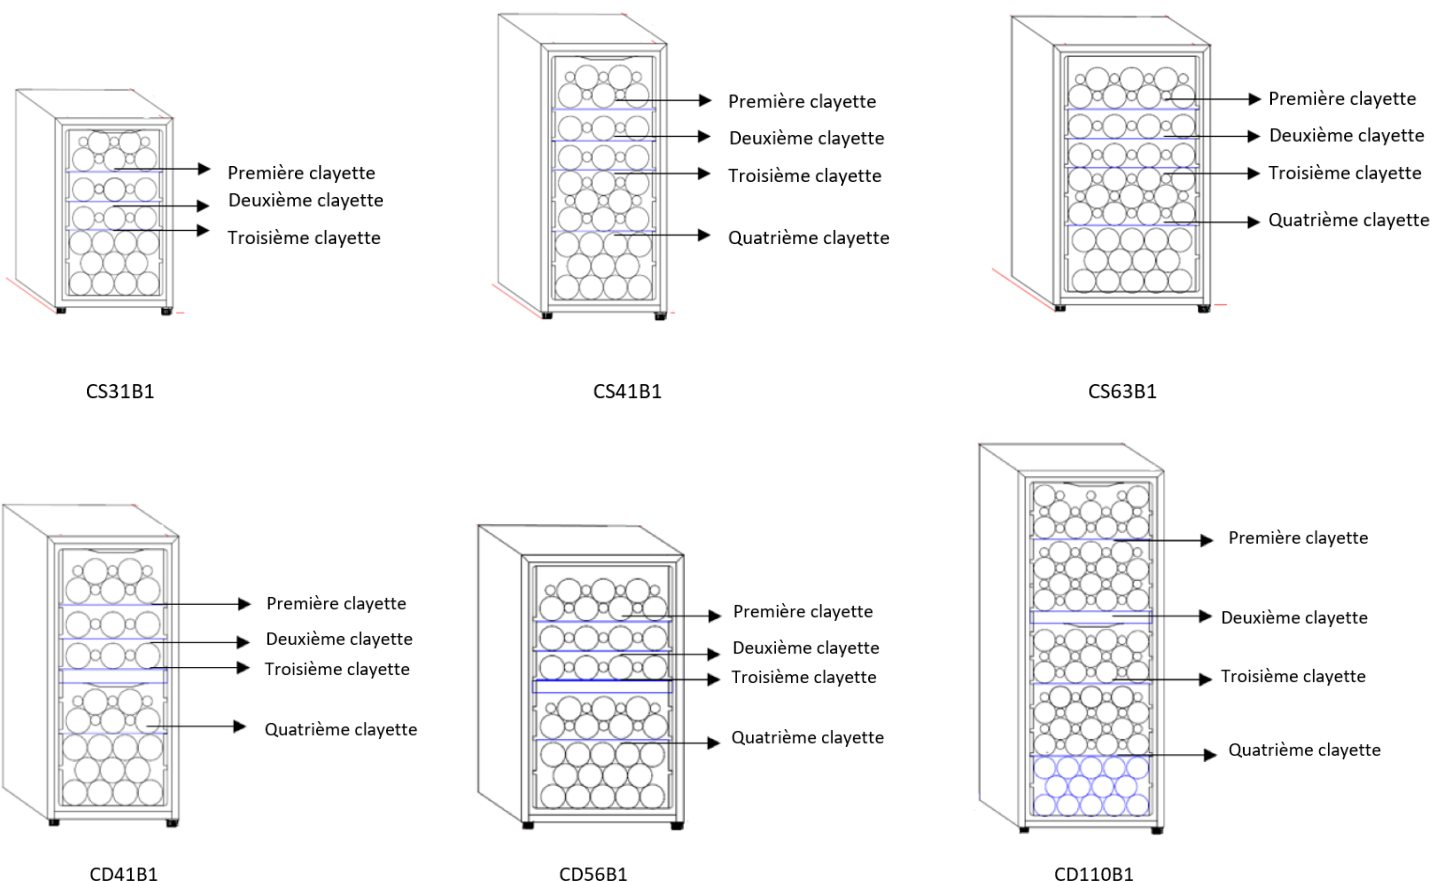 Première clayette
Deuxième clayette
Troisième clayette
CS31B1
Première clayette
Deuxième clayette
Troisième clayette
Quatrième clayette
CS41B1
Première clayette
Deuxième clayette
Troisième clayette
Quatrième clayette
CS63B1
Première clayette
Deuxième clayette
Troisième clayette
Quatrième clayette
CD41B1
Première clayette
Deuxième clayette
Troisième clayette
Quatrième clayette
CD56B1
Première clayette
Deuxième clayette
Troisième clayette
Quatrième clayette
CD110B1